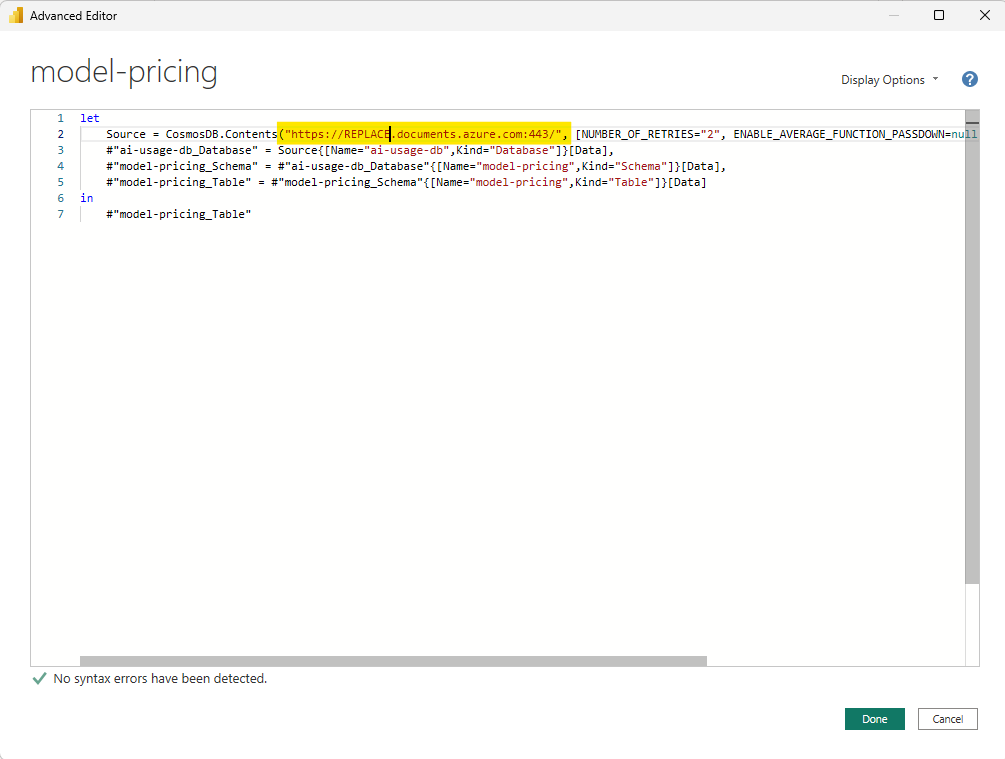 Advanced Editor
model-pricing
Display Options
?
1 let
2 Source = CosmosDB.Contents("https://REPLACE.documents.azure.com:443/", [NUMBER_OF_RETRIES="2", ENABLE_AVERAGE_FUNCTION_PASSDOWN=null
3 #"ai-usage-db_Database" = Source{[Name="ai-usage-db",Kind="Database"]}[Data],
4 #"model-pricing_Schema" = #"ai-usage-db_Database"{[Name="model-pricing",Kind="Schema"]}[Data],
5 #"model-pricing_Table" = #"model-pricing_Schema"{[Name="model-pricing",Kind="Table"]}[Data]
6 in
7 #"model-pricing_Table"
No syntax errors have been detected.
Done
Cancel